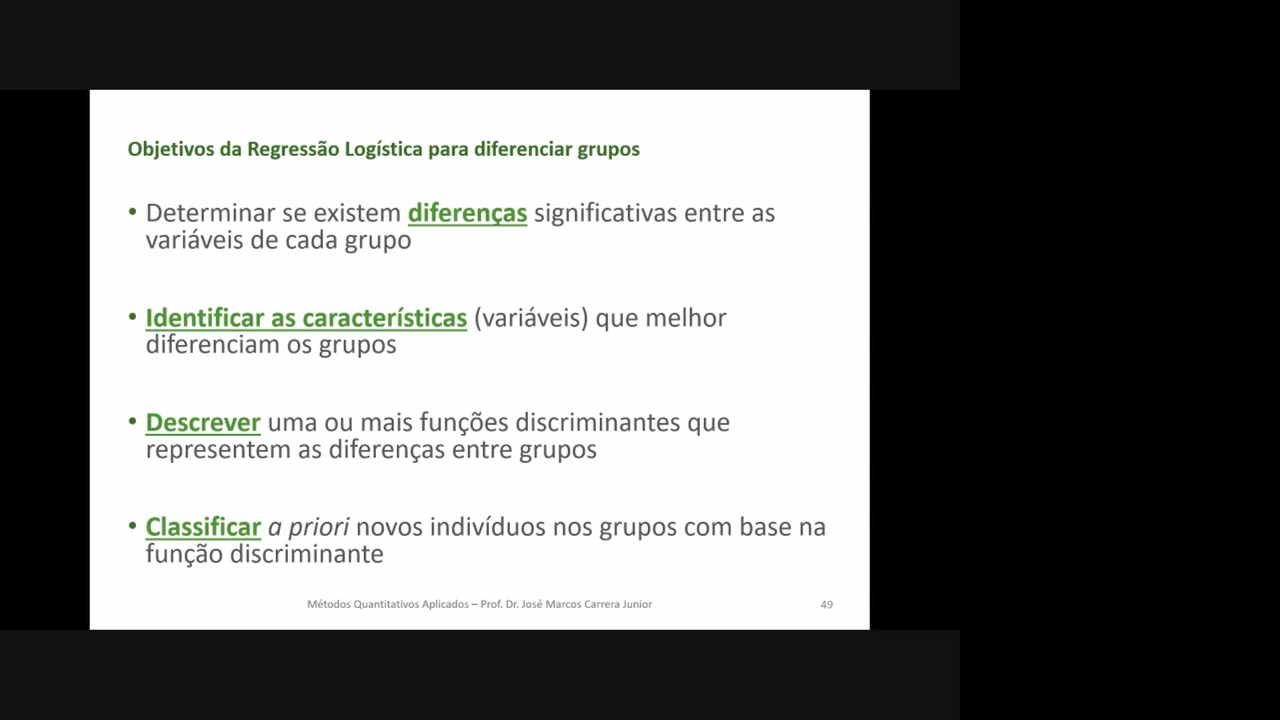 Objetivos da Regressão Logística para diferenciar grupos
• Determinar se existem diferenças significativas entre as
variáveis de cada grupo
• Identificar as características (variáveis) que melhor
diferenciam os grupos
• Descrever uma ou mais funções discriminantes que
representem as diferenças entre grupos
• Classificar a priori novos indivíduos nos grupos com base na
função discriminante
Métodos Quantitativos Aplicados – Prof. Dr. José Marcos Carrera Junior
49